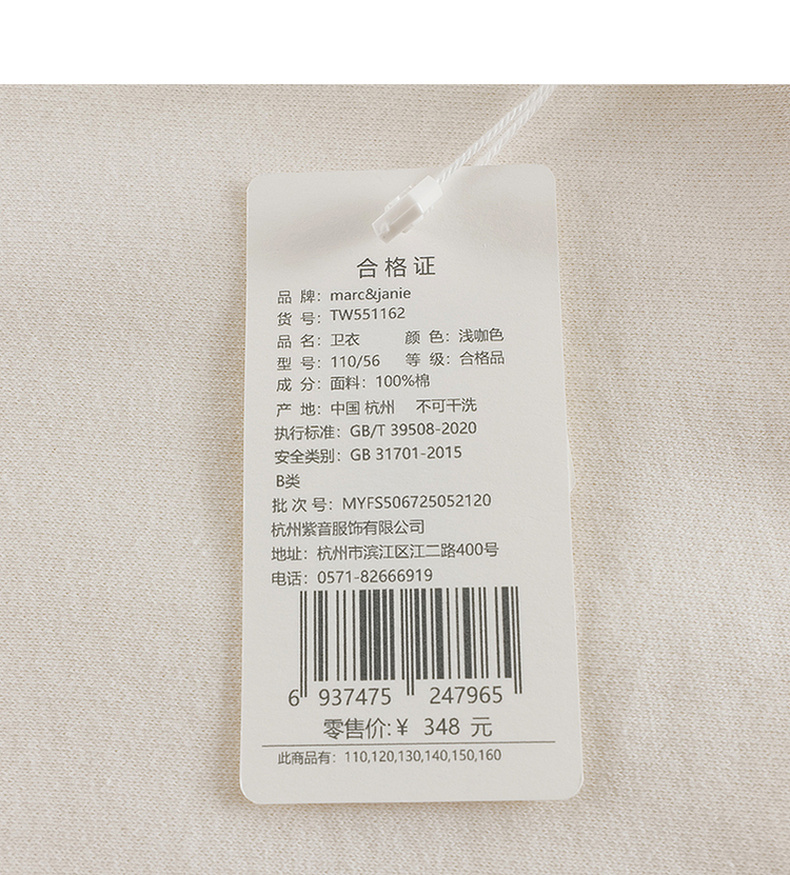 合格证
品 牌：marc&janie
货 号：TW551162
品 名：卫衣 颜 色：浅咖色
型 号：110/56 等 级：合格品
成 分：面料：100%棉
产 地：中国 杭州 不可干洗
执行标准：GB/T 39508-2020
安全类别：GB 31701-2015
B类
批 次 号：MYFS506725052120
杭州紫音服饰有限公司
地址：杭州市滨江区江二路400号
电话：0571-82666919
6 937475 247965
零售价:¥ 348 元
此商品有：110,120,130,140,150,160